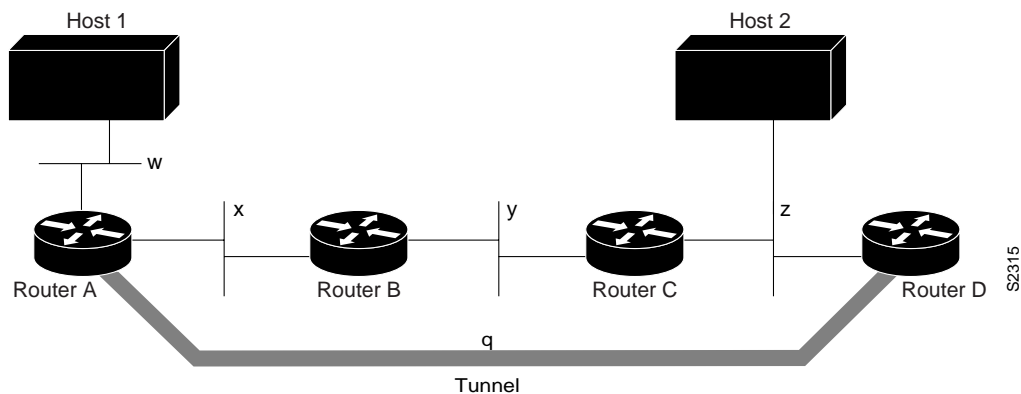 Host 1
Host 2
w
x
y
z
Router A
Router B
Router C
Router D
q
Tunnel
S2315